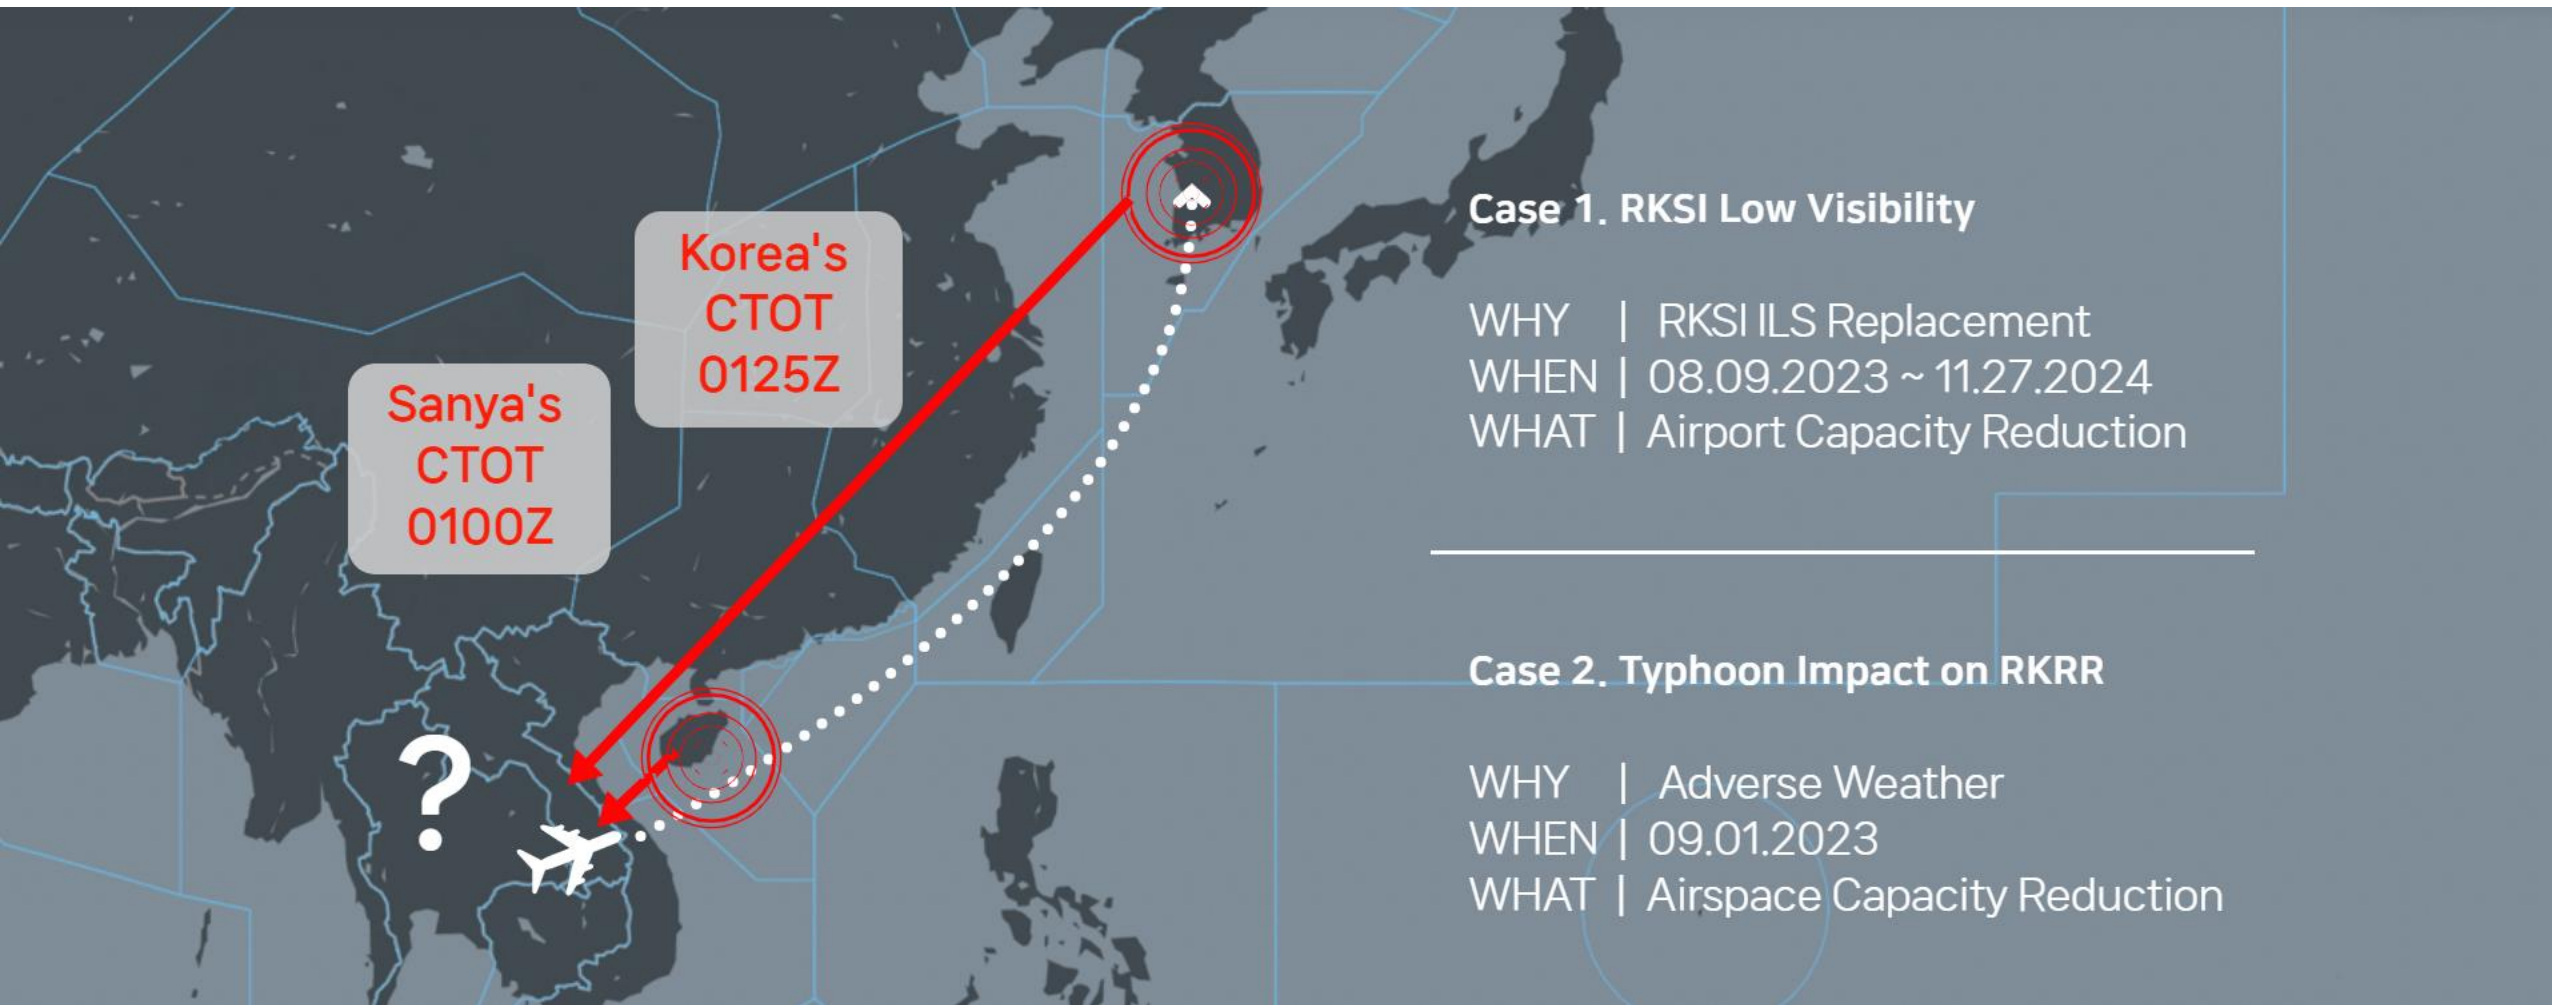 Korea's
CTOT
0125Z
Sanya's
CTOT
0100Z
?
Case 1. RKSI Low Visibility
WHY | RKSI ILS Replacement
WHEN | 08.09.2023 ~ 11.27.2024
WHAT | Airport Capacity Reduction
Case 2. Typhoon Impact on RKRR
WHY | Adverse Weather
WHEN | 09.01.2023
WHAT | Airspace Capacity Reduction